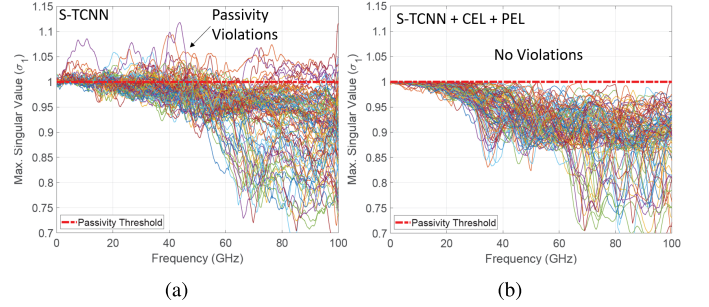 S-TCNN
Passivity
Violations
Max. Singular Value (σ1)
1.15
1.1
1.05
1
0.95
0.9
0.85
0.8
0.75
0.7
Passivity Threshold
0 20 40 60 80 100
Frequency (GHz)
(a)
S-TCNN + CEL + PEL
No Violations
Max. Singular Value (σ1)
1.15
1.1
1.05
1
0.95
0.9
0.85
0.8
0.75
0.7
Passivity Threshold
0 20 40 60 80 100
Frequency (GHz)
(b)